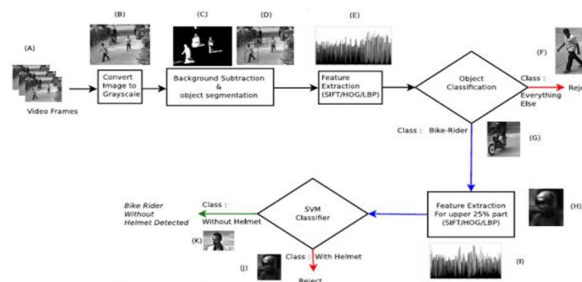 (A)
Video Frames
(B)
Convert
Image to
Grayscale
(C)
(D)
Background Subtraction
&
object segmentation
(E)
Feature
Extraction
(SIFT/HOG/LBP)
Object
Classification
(F)
Class :
Everything
Else
Reje
Class : Bike-Rider
(G)
Feature Extraction
For upper 25% part
(SIFT/HOG/LBP)
(H)
(I)
SVM
Classifier
Class :
Without Helmet
Bike Rider
Without
Helmet Detected
(K)
(J)
Class : With Helmet
Reject